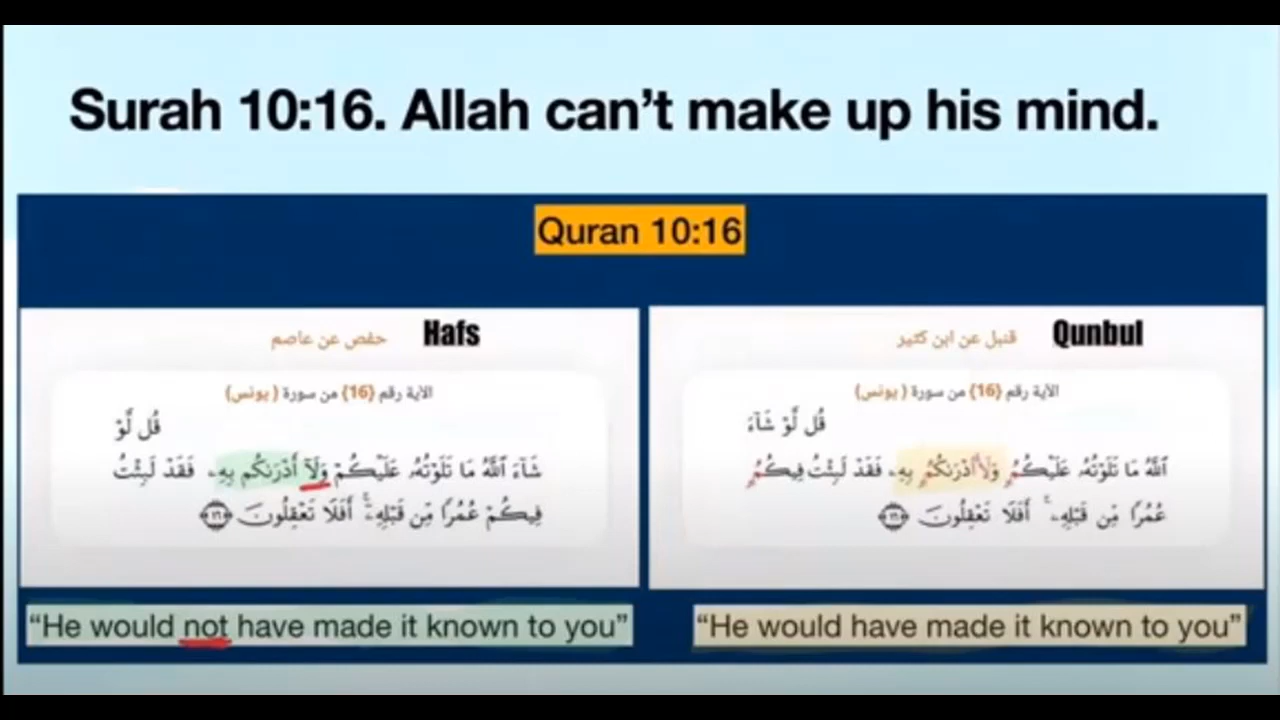 Surah 10:16. Allah can't make up his mind.
Quran 10:16
حفص عن عاصم Hafs
الآية رقم (16) من سورة (يونس)
قُل لَّوْ
شَآءَ ٱللَّهُ مَا تَلَوْتُهُۥ عَلَيْكُمْ وَلَآ أَدْرَىٰكُم بِهِۦ فَقَدْ لَبِثْتُ
فِيكُمْ عُمُرًا مِّن قَبْلِهِۦٓ ۚ أَفَلَا تَعْقِلُونَ ١٦
"He would not have made it known to you"
قنبل عن ابن كثير Qunbul
الآية رقم (16) من سورة (يونس)
قُل لَّوْ شَآءَ
ٱللَّهُ مَا تَلَوْتُهُۥ عَلَيْكُمُۥ وَلَأَدْرَىٰكُمُۥ بِهِۦ فَقَدْ لَبِثْتُ فِيكُمُۥ
عُمُرًا مِّن قَبْلِهِۦ ۚ أَفَلَا تَعْقِلُونَ ١٦
"He would have made it known to you"